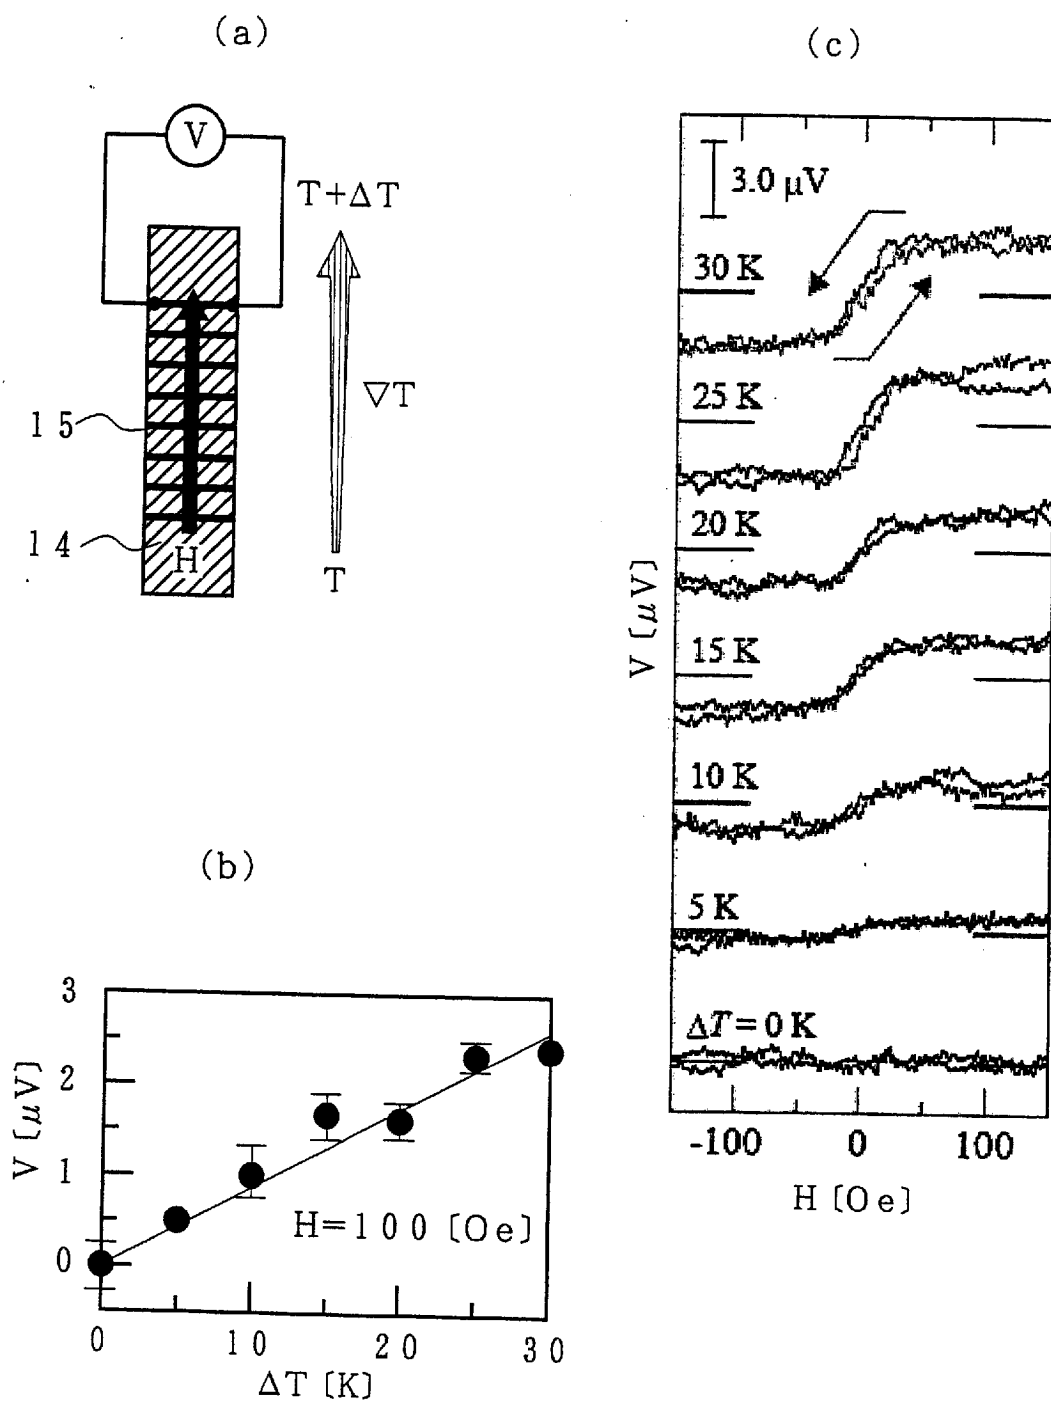 (a)
V
T+ΔT
∇T
15
14
H
T
(b)
V [μV]
3
2
1
0
H=100 [Oe]
0
10
20
30
ΔT [K]
(c)
3.0 μV
30 K
25 K
20 K
15 K
10 K
5 K
ΔT = 0 K
V [μV]
-100
0
100
H [Oe]